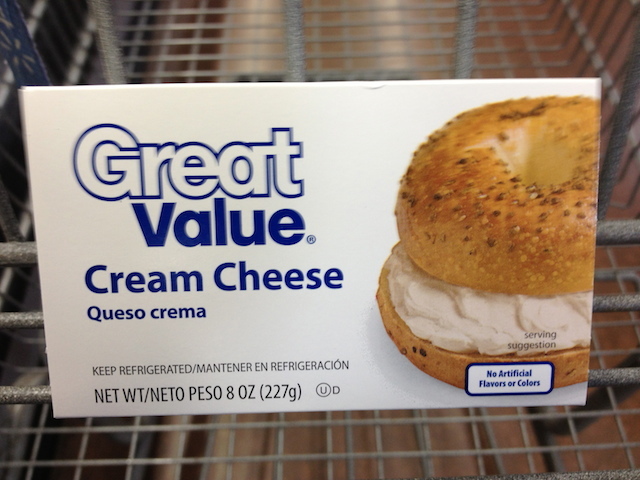 Great
Value®
Cream Cheese
Queso crema
KEEP REFRIGERATED/MANTENER EN REFRIGERACIÓN
NET WT/NETO PESO 8 OZ (227g) ⓊD
serving
suggestion
No Artificial
Flavors or Colors